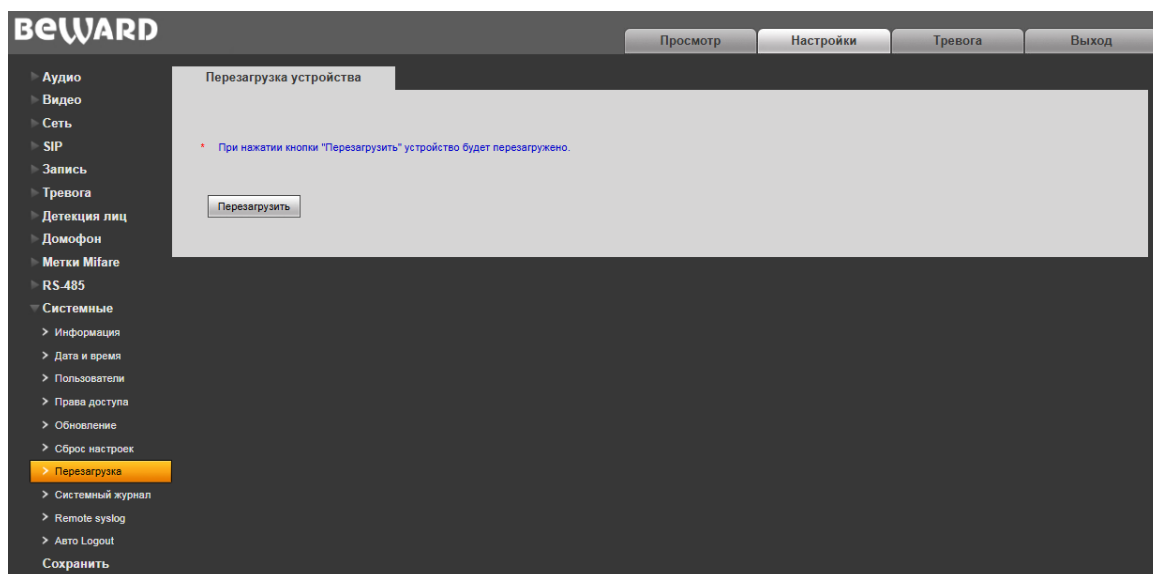 BEWARD
Просмотр
Настройки
Тревога
Выход
Аудио
Видео
Сеть
SIP
Запись
Тревога
Детекция лиц
Домофон
Метки Mifare
RS-485
Системные
Информация
Дата и время
Пользователи
Права доступа
Обновление
Сброс настроек
Перезагрузка
Системный журнал
Remote syslog
Авто Logout
Сохранить
Перезагрузка устройства
* При нажатии кнопки "Перезагрузить" устройство будет перезагружено.
Перезагрузить